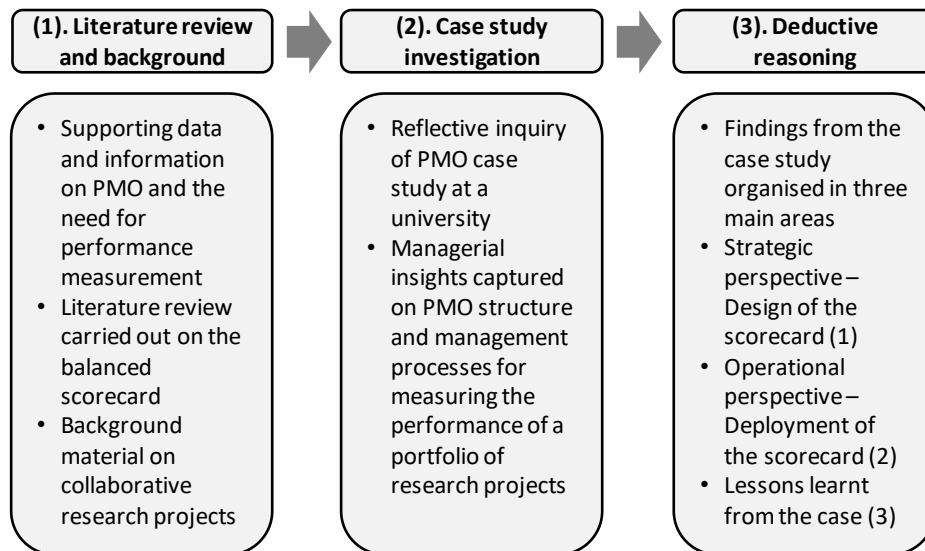 (1). Literature review
and background
(2). Case study
investigation
(3). Deductive
reasoning
• Supporting data
and information
on PMO and the
need for
performance
measurement
• Literature review
carried out on the
balanced
scorecard
• Background
material on
collaborative
research projects
• Reflective inquiry
of PMO case
study at a
university
• Managerial
insights captured
on PMO structure
and management
processes for
measuring the
performance of a
portfolio of
research projects
• Findings from the
case study
organised in three
main areas
• Strategic
perspective –
Design of the
scorecard (1)
• Operational
perspective –
Deployment of
the scorecard (2)
• Lessons learnt
from the case (3)